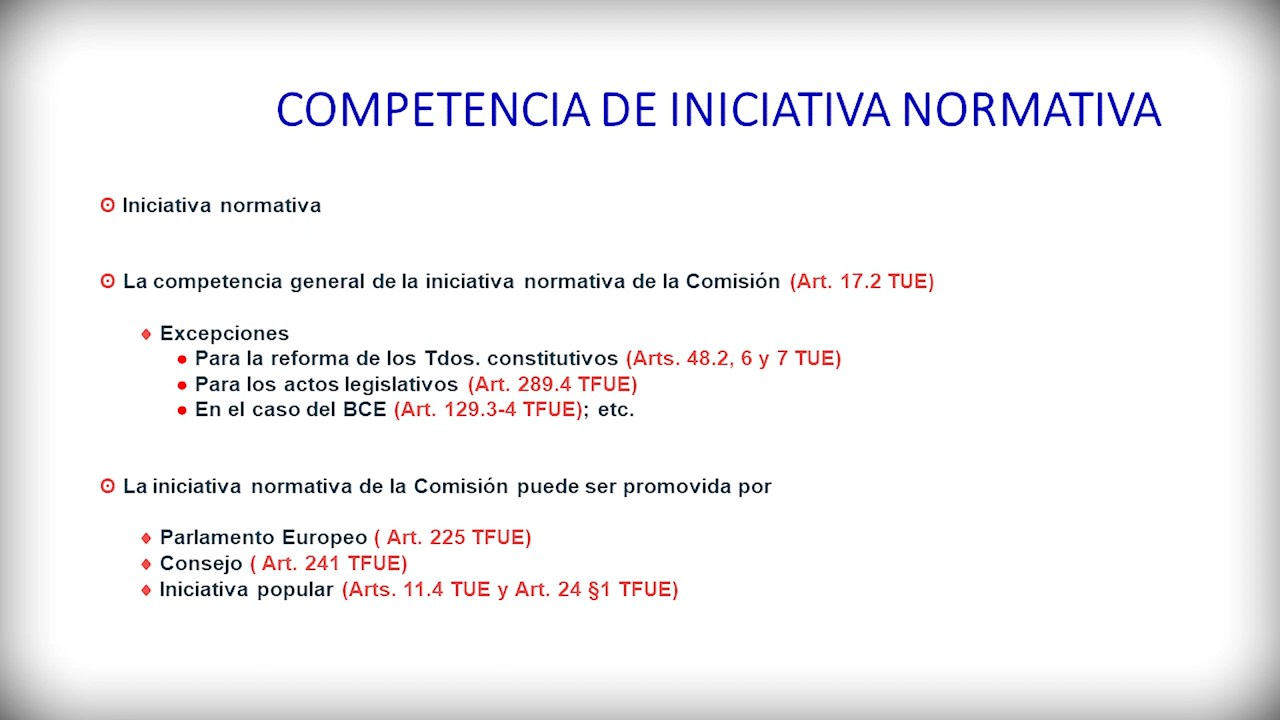 COMPETENCIA DE INICIATIVA NORMATIVA
Iniciativa normativa
La competencia general de la iniciativa normativa de la Comisión (Art. 17.2 TUE)
Excepciones
Para la reforma de los Tdos. constitutivos (Arts. 48.2, 6 y 7 TUE)
Para los actos legislativos (Art. 289.4 TFUE)
En el caso del BCE (Art. 129.3-4 TFUE); etc.
La iniciativa normativa de la Comisión puede ser promovida por
Parlamento Europeo ( Art. 225 TFUE)
Consejo ( Art. 241 TFUE)
Iniciativa popular (Arts. 11.4 TUE y Art. 24 §1 TFUE)